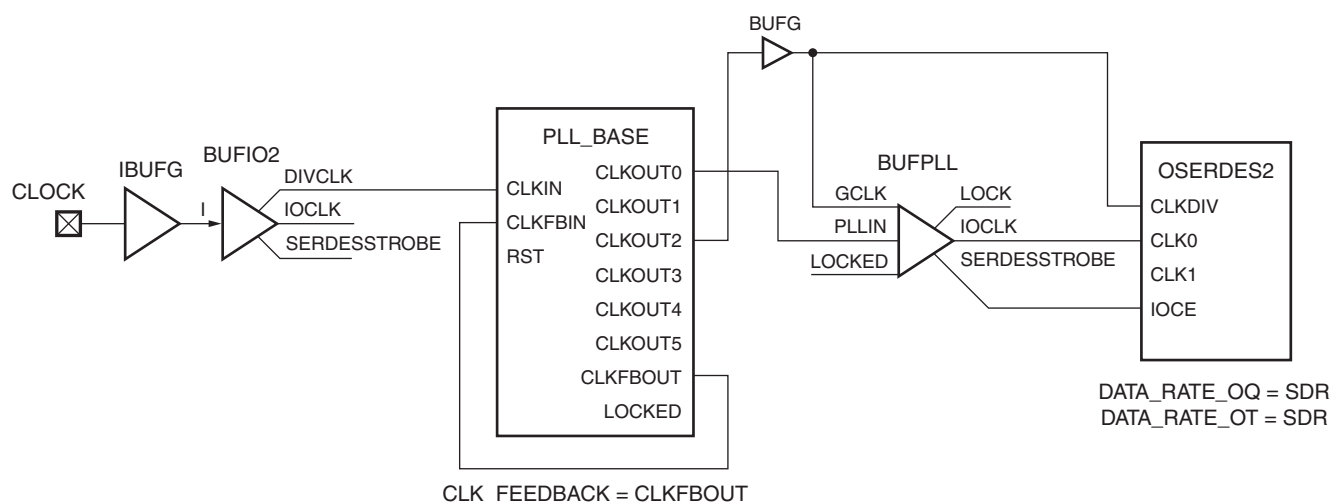 BUFG
PLL_BASE
CLKIN
CLKFBIN
RST
CLKOUT0
CLKOUT1
CLKOUT2
CLKOUT3
CLKOUT4
CLKOUT5
CLKFBOUT
LOCKED
CLK_FEEDBACK = CLKFBOUT
CLOCK
IBUFG
I
BUFIO2
DIVCLK
IOCLK
SERDESSTROBE
BUFPLL
GCLK
PLLIN
LOCKED
LOCK
IOCLK
SERDESSTROBE
OSERDES2
CLKDIV
CLK0
CLK1
IOCE
DATA_RATE_OQ = SDR
DATA_RATE_OT = SDR